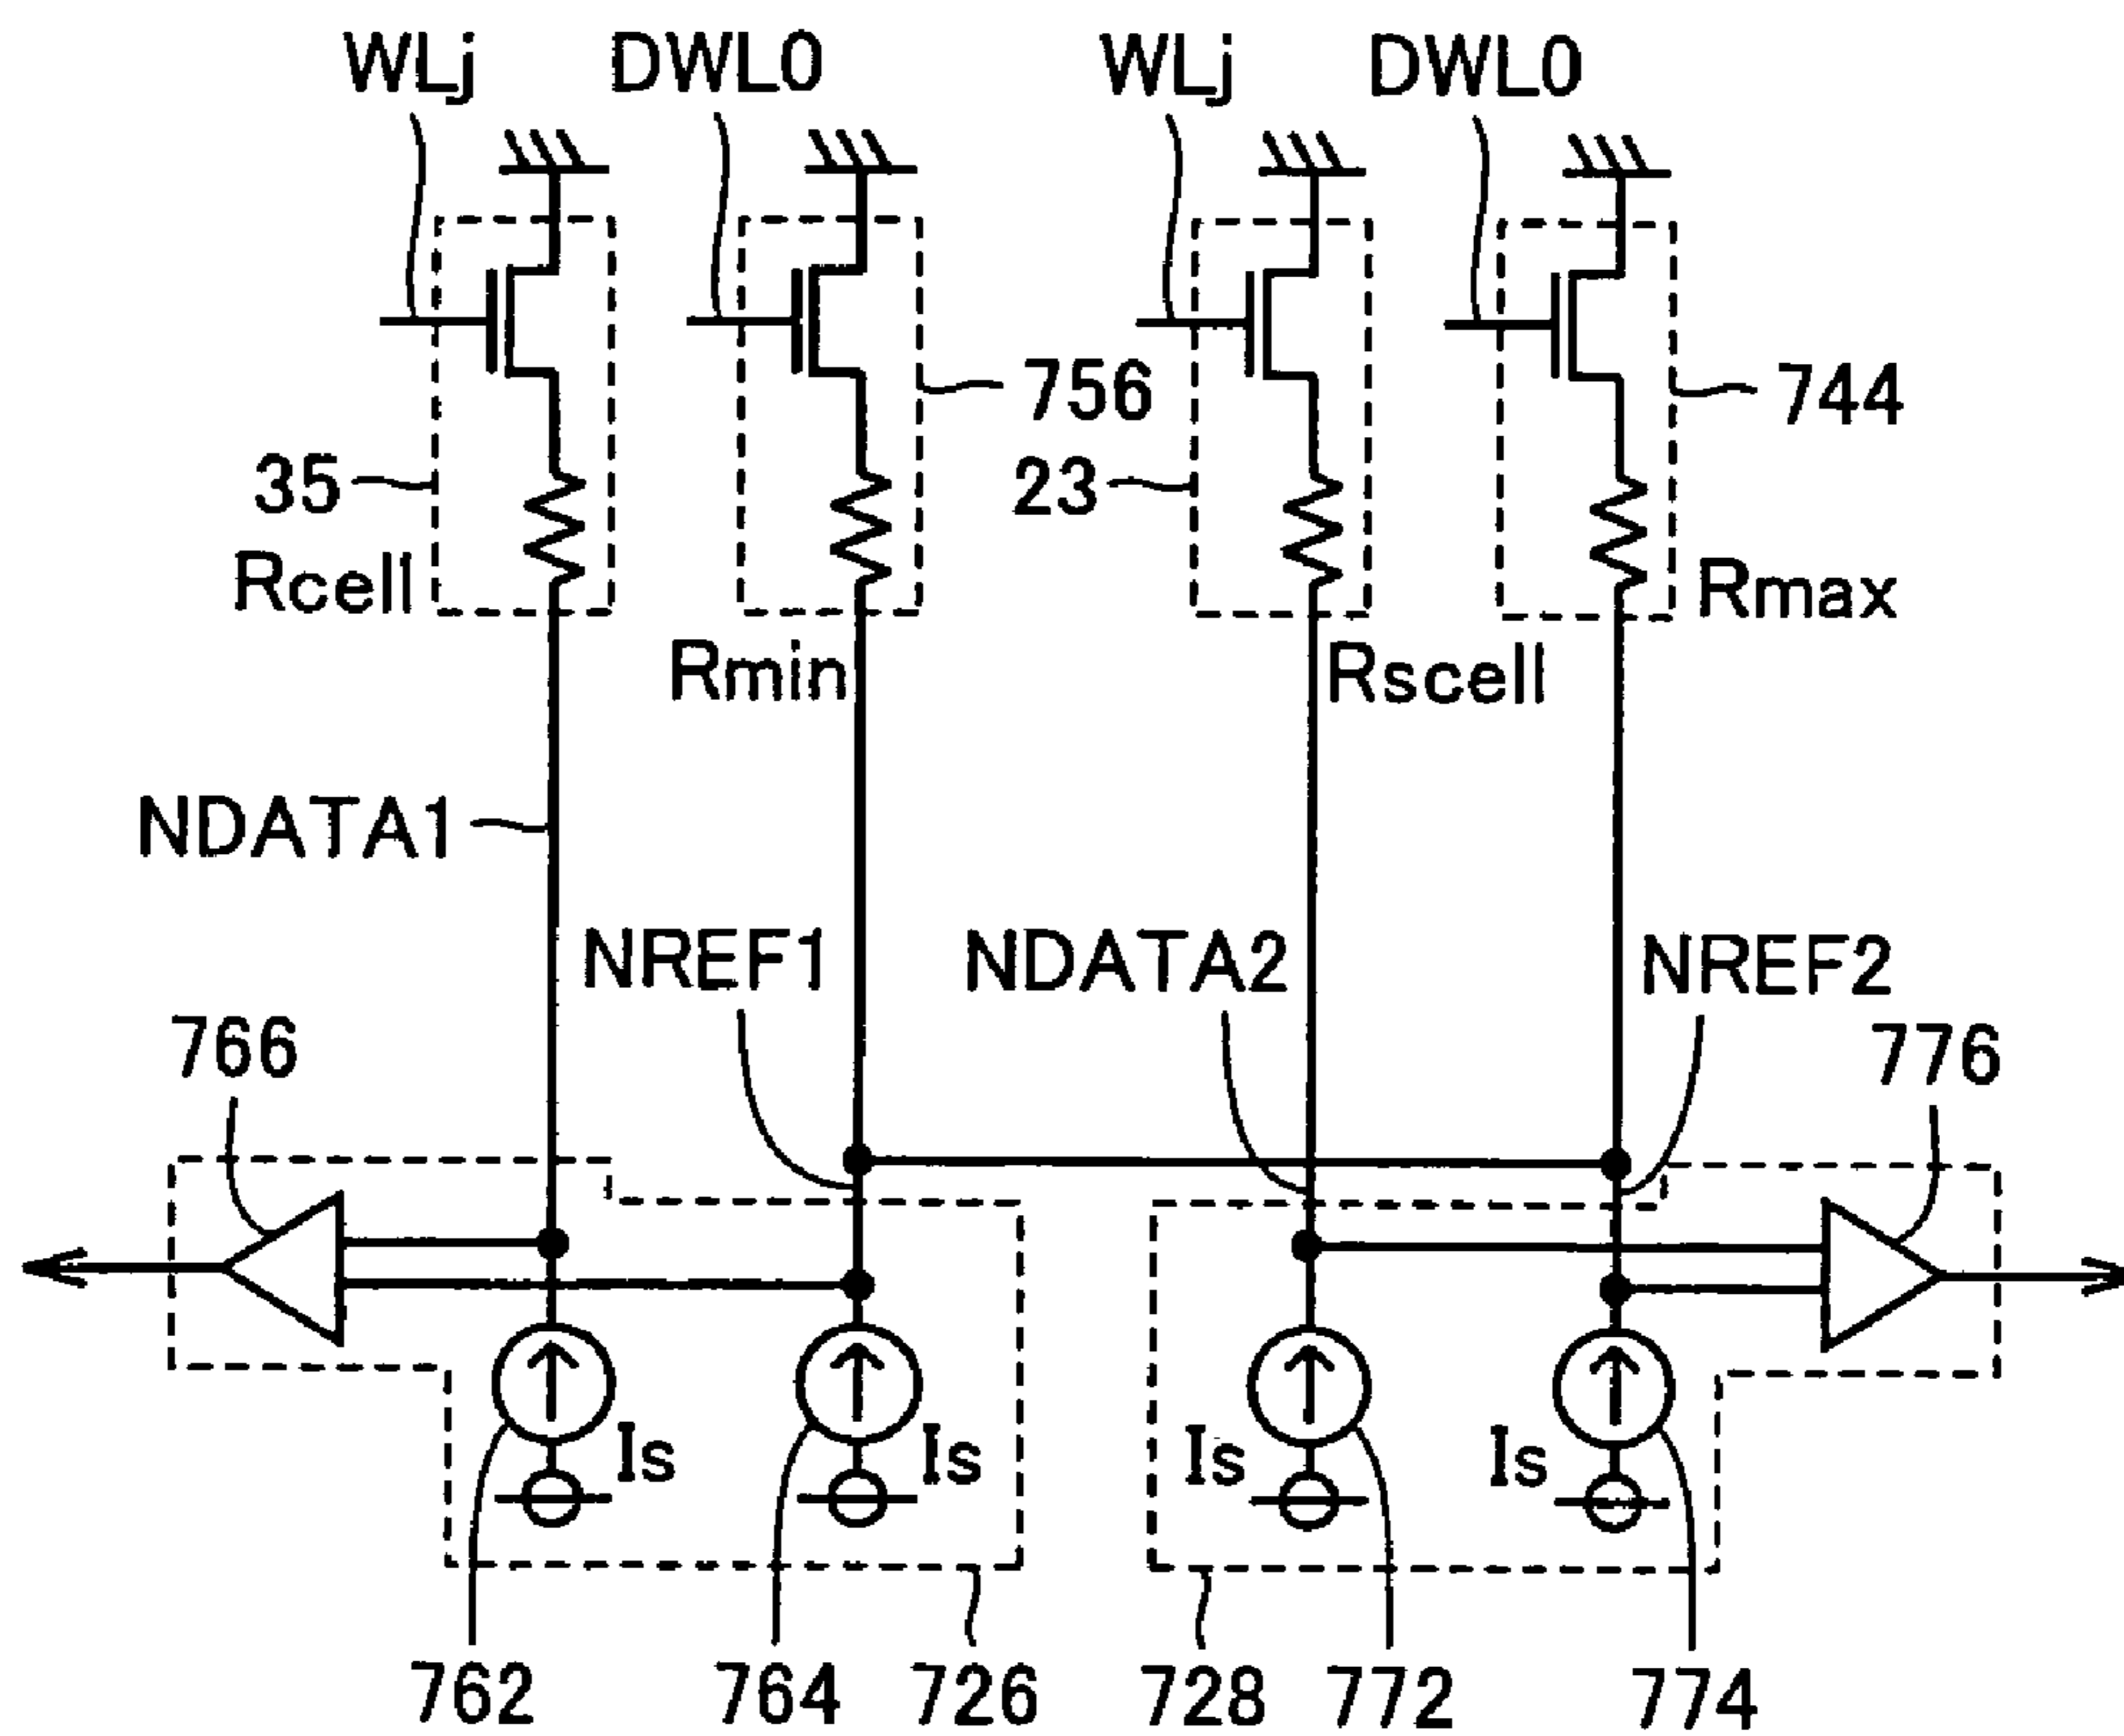 WLj DWL0 WLj DWL0
756 744
35 23
Rcell Rmax
Rmin Rscell
NDATA1
NREF1 NDATA2 NREF2
766 776
Is Is Is Is
762 764 726 728 772 774